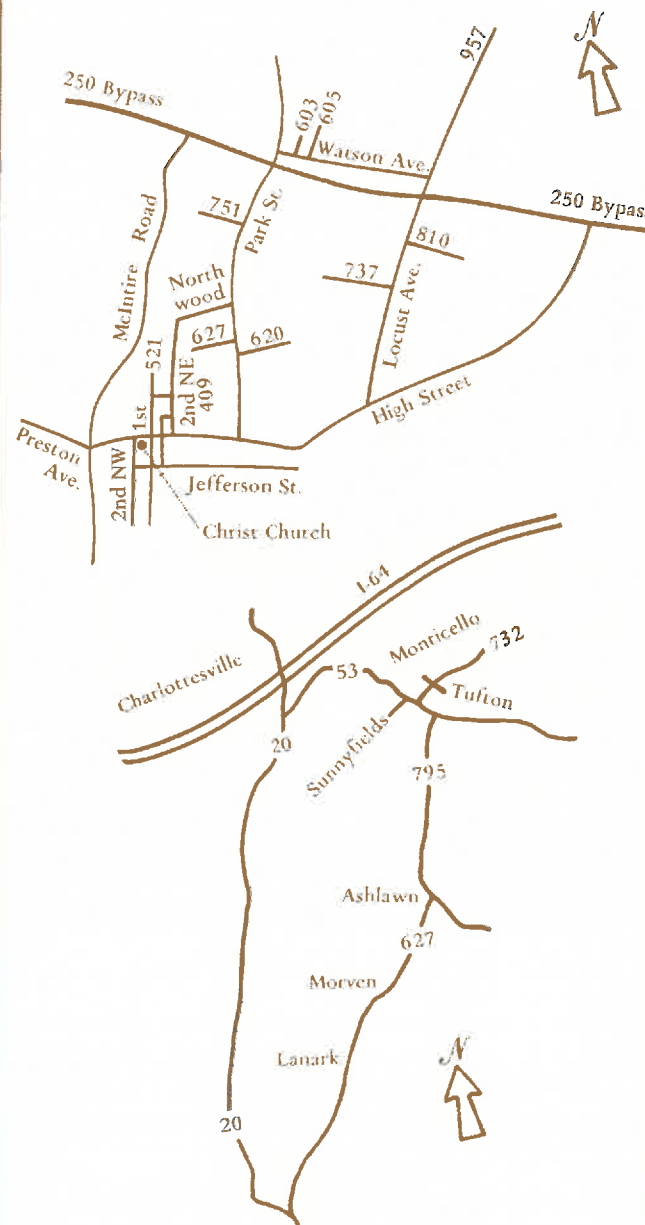 N
957
250 Bypass
603
605
Watson Ave.
250 Bypass
McIntire Road
751
Park St.
810
737
Locust Ave.
North
wood
627
620
521
2nd NE
409
1st
High Street
Preston
Ave.
2nd NW
Jefferson St.
Christ Church
I-64
Monticello
732
Charlottesville
53
Tufton
20
Sunnyfields
795
Ashlawn
627
Morven
Lanark
N
20